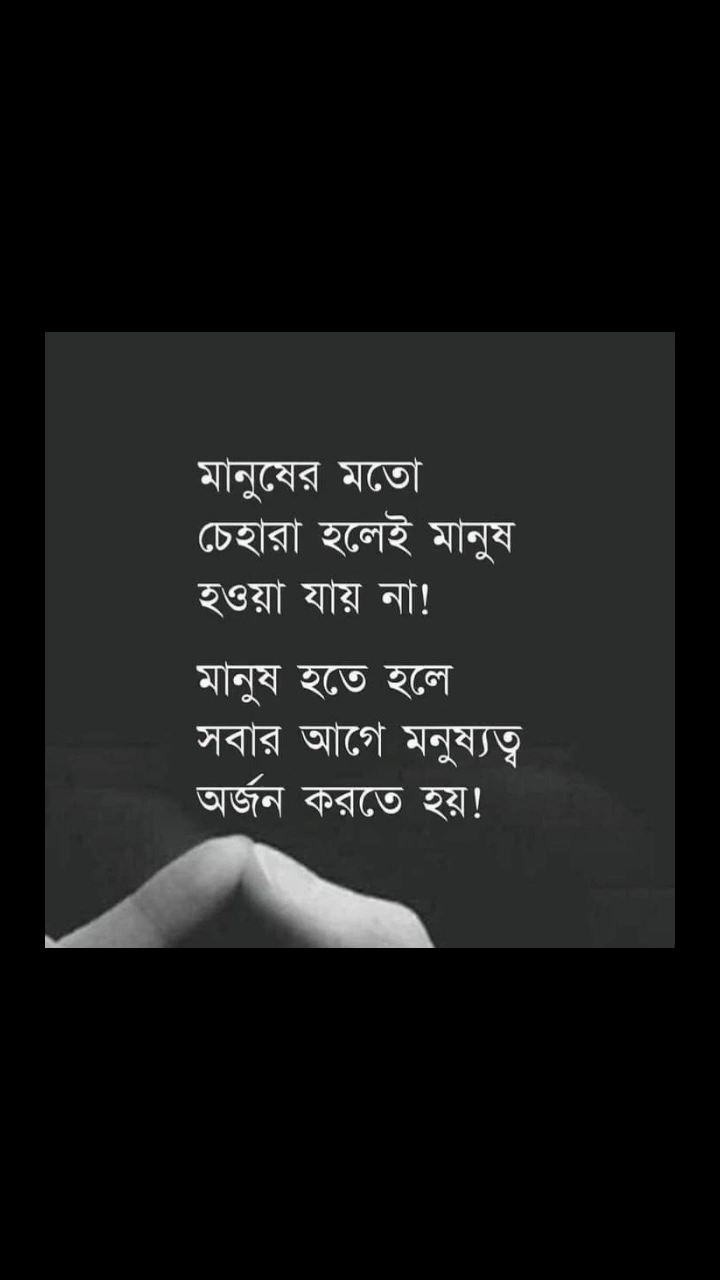 মানুষের মতো
চেহারা হলেই মানুষ
হওয়া যায় না!
মানুষ হতে হলে
সবার আগে মনুষ্যত্ব
অর্জন করতে হয়!